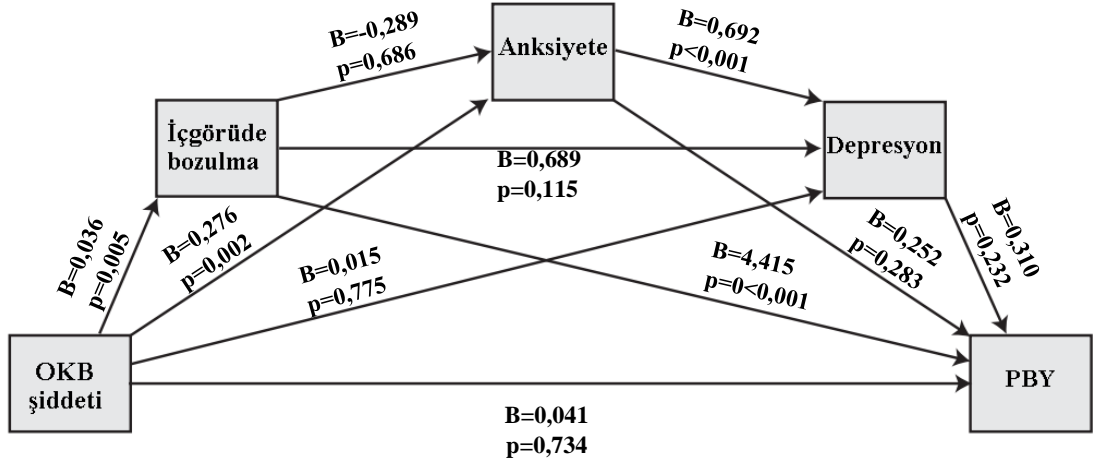 B=-0,289
p=0,686
Anksiyete
B=0,692
p<0,001
İçgörüde
bozulma
Depresyon
B=0,689
p=0,115
B=0,036
p=0,005
B=0,276
p=0,002
B=0,015
p=0,775
B=4,415
p=0<0,001
B=0,252
p=0,283
B=0,310
p=0,232
OKB
şiddeti
PBY
B=0,041
p=0,734